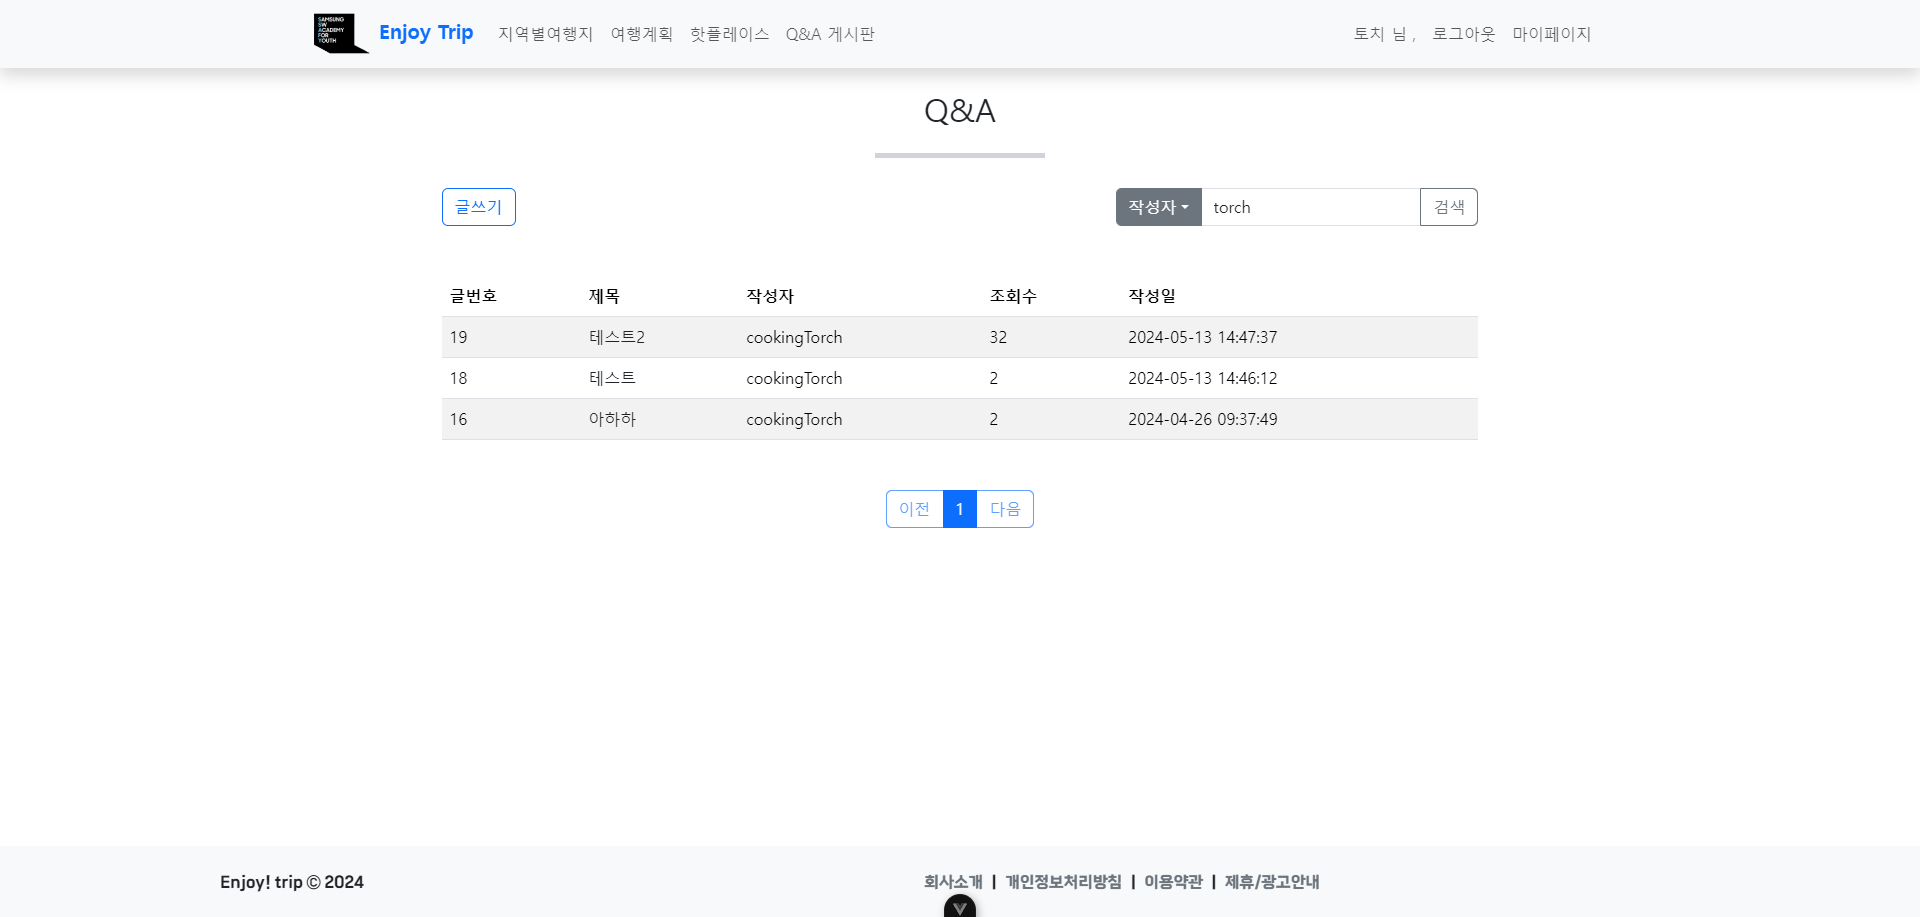 SAMSUNG
SW
ACADEMY
FOR
YOUTH
Enjoy Trip 지역별여행지 여행계획 핫플레이스 Q&A 게시판 토치 님 , 로그아웃 마이페이지
Q&A
글쓰기 작성자 torch 검색
글번호 제목 작성자 조회수 작성일
19 테스트2 cookingTorch 32 2024-05-13 14:47:37
18 테스트 cookingTorch 2 2024-05-13 14:46:12
16 아하하 cookingTorch 2 2024-04-26 09:37:49
이전 1 다음
Enjoy! trip © 2024 회사소개 | 개인정보처리방침 | 이용약관 | 제휴/광고안내